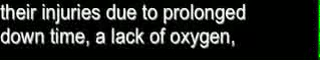 their injuries due to prolonged
down time, a lack of oxygen,